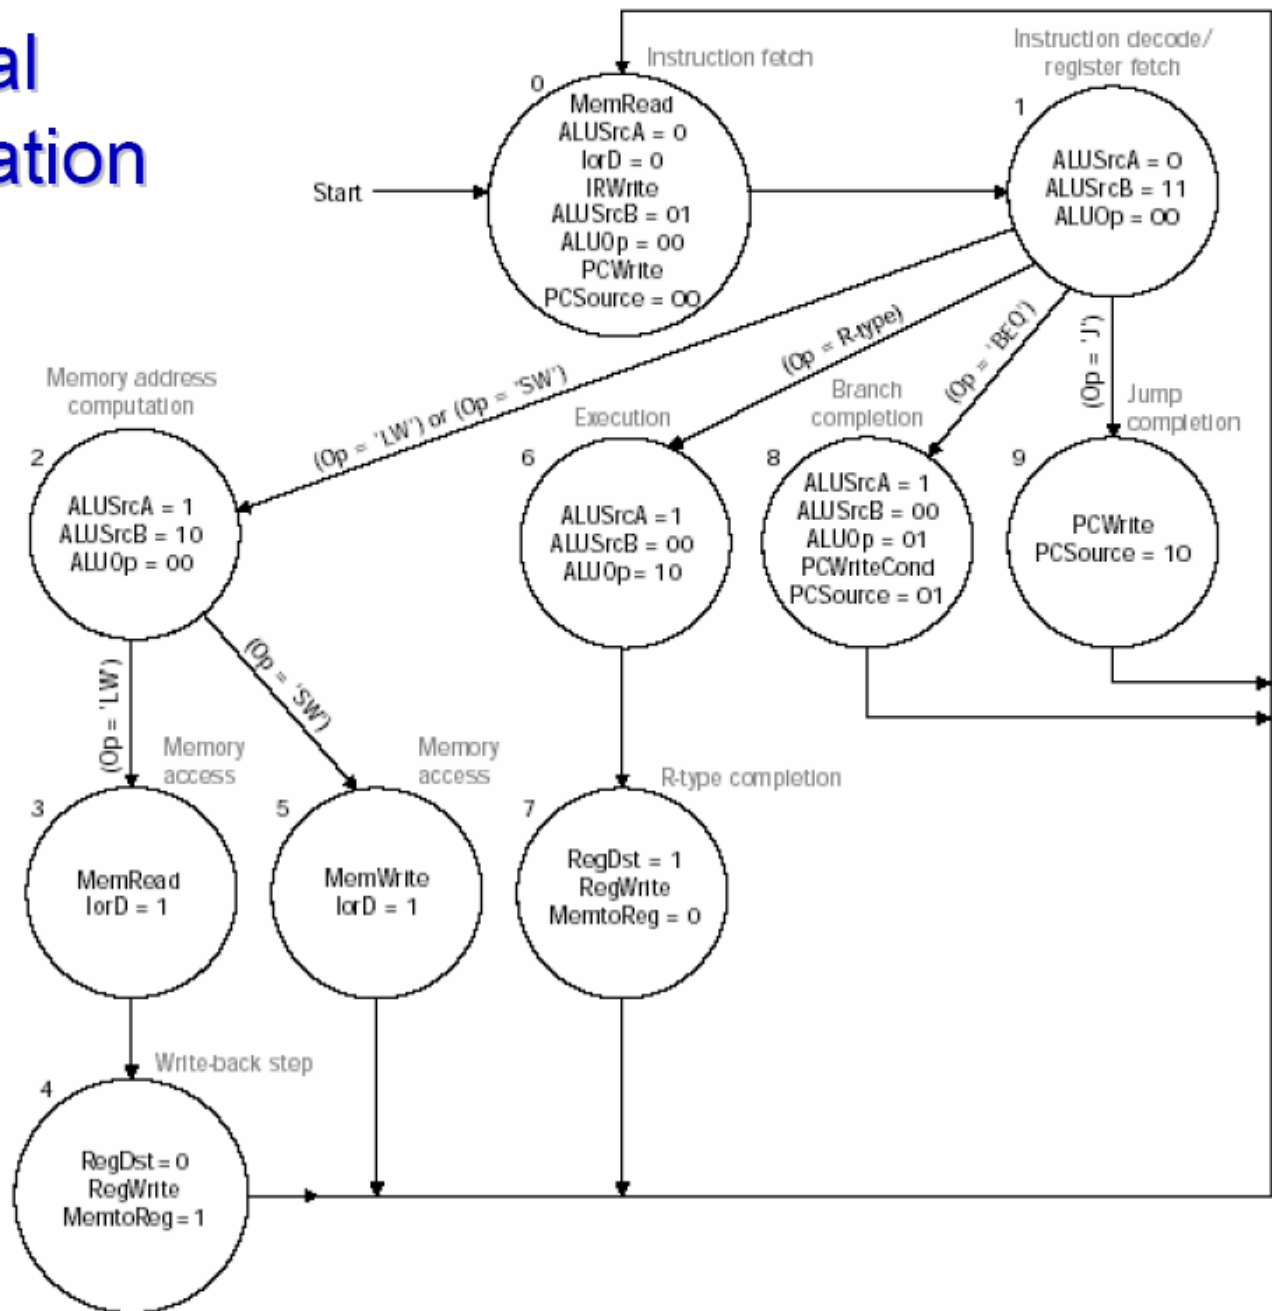 al
ation
Instruction fetch
Instruction decode/
register fetch
0
MemRead
ALUSrcA = 0
IorD = 0
IRWrite
ALUSrcB = 01
ALUOp = 00
PCWrite
PCSource = 00
1
ALUSrcA = 0
ALUSrcB = 11
ALUOp = 00
Start
(Op = 'LW') or (Op = 'SW')
(Op = R-type)
(Op = 'BEQ')
(Op = 'J')
Memory address
computation
2
ALUSrcA = 1
ALUSrcB = 10
ALUOp = 00
Execution
6
ALUSrcA = 1
ALUSrcB = 00
ALUOp = 10
Branch
completion
8
ALUSrcA = 1
ALUSrcB = 00
ALUOp = 01
PCWriteCond
PCSource = 01
Jump
completion
9
PCWrite
PCSource = 10
(Op = 'LW')
(Op = 'SW')
Memory
access
3
MemRead
IorD = 1
Memory
access
5
MemWrite
IorD = 1
R-type completion
7
RegDst = 1
RegWrite
MemtoReg = 0
Write-back step
4
RegDst = 0
RegWrite
MemtoReg = 1